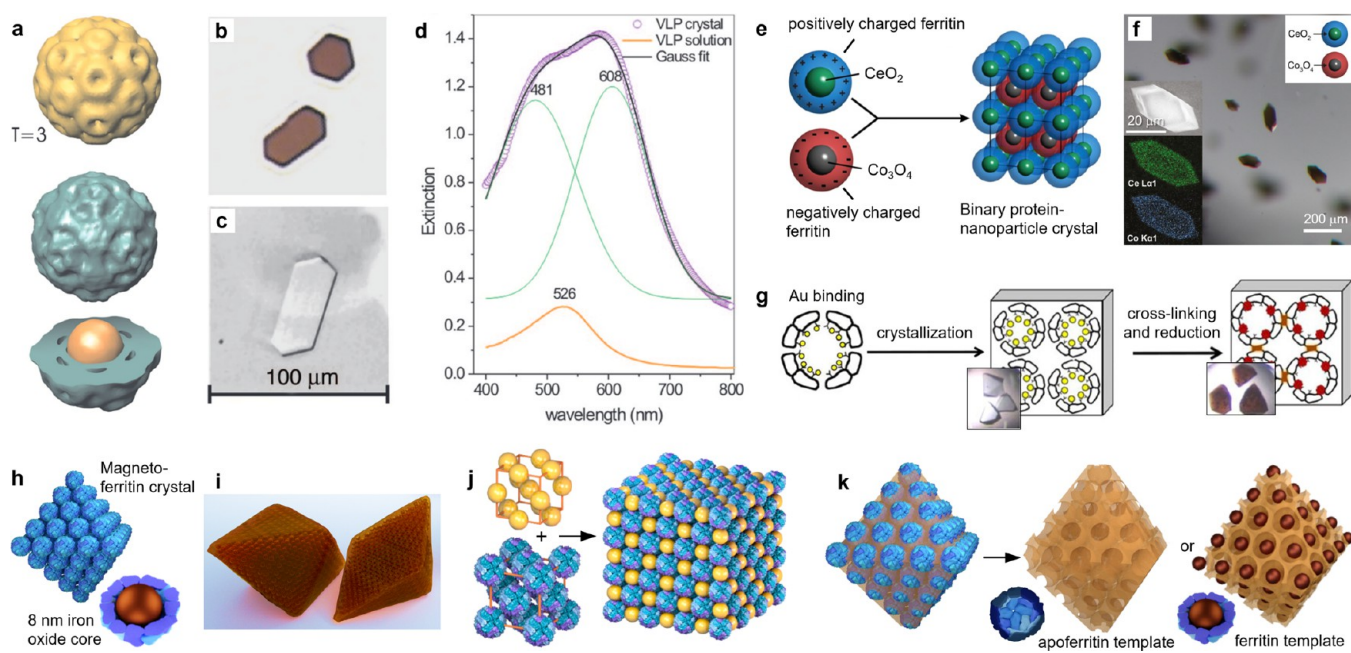 a
T=3
b
c
100 μm
d
VLP crystal
VLP solution
Gauss fit
481
608
526
1.4
1.2
1.0
0.8
0.6
0.4
0.2
0.0
Extinction
400
500
600
700
800
wavelength (nm)
e
positively charged ferritin
CeO2
Co3O4
negatively charged
ferritin
Binary protein-
nanoparticle crystal
f
CeO2
Co3O4
20 μm
Ce Lα1
Co Kα1
200 μm
g
Au binding
crystallization
cross-linking
and reduction
h
Magneto-
ferritin crystal
8 nm iron
oxide core
i
j
+
k
or
apoferritin template
ferritin template